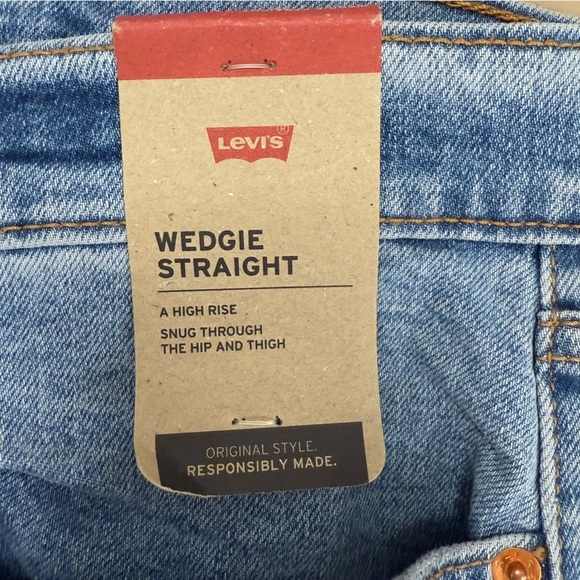 Levi's®
WEDGIE
STRAIGHT
A HIGH RISE
SNUG THROUGH
THE HIP AND THIGH
ORIGINAL STYLE.
RESPONSIBLY MADE.